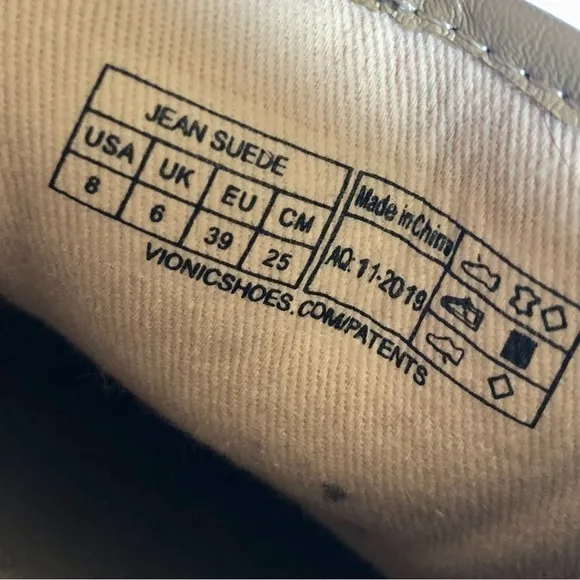 JEAN SUEDE
USA UK EU CM
8 6 39 25
VIONICSHOES.COM/PATENTS
Made in China
AQ: 11-2019